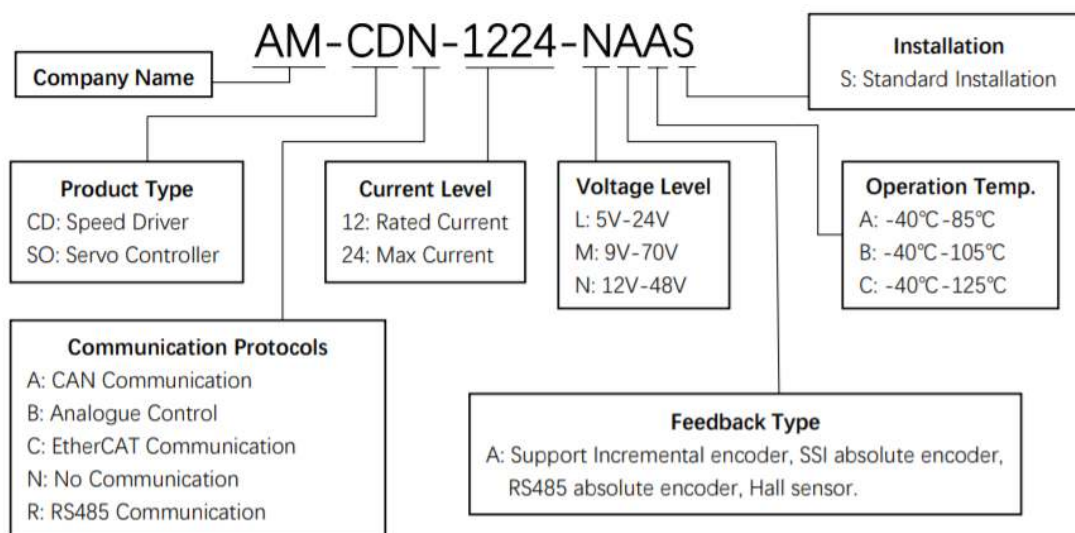 AM-CDN-1224-NAAS
Company Name
Installation
S: Standard Installation
Product Type
CD: Speed Driver
SO: Servo Controller
Current Level
12: Rated Current
24: Max Current
Voltage Level
L: 5V-24V
M: 9V-70V
N: 12V-48V
Operation Temp.
A: -40℃-85℃
B: -40℃-105℃
C: -40℃-125℃
Communication Protocols
A: CAN Communication
B: Analogue Control
C: EtherCAT Communication
N: No Communication
R: RS485 Communication
Feedback Type
A: Support Incremental encoder, SSI absolute encoder,
RS485 absolute encoder, Hall sensor.